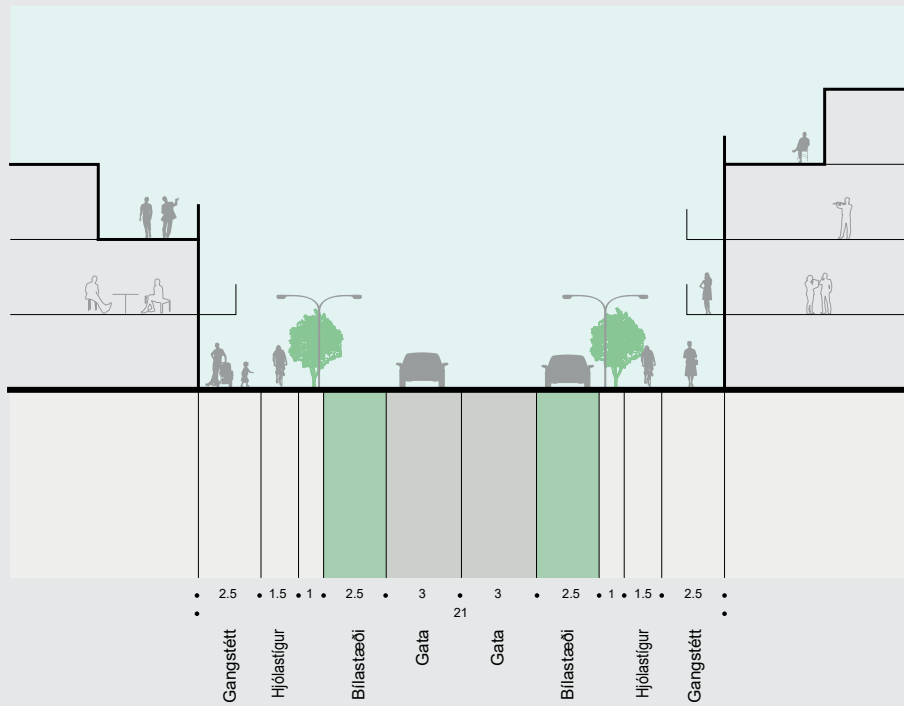 2.5 1.5 1 2.5 3 3 2.5 1 1.5 2.5
21
Gangstétt
Hjólastígur
Bílastæði
Gata
Gata
Bílastæði
Hjólastígur
Gangstétt